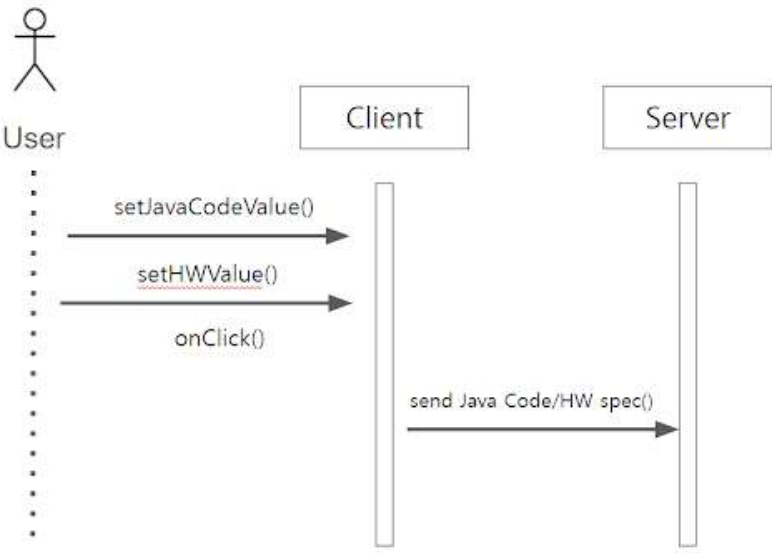 User
Client
Server
setJavaCodeValue()
setHWValue()
onClick()
send Java Code/HW spec()